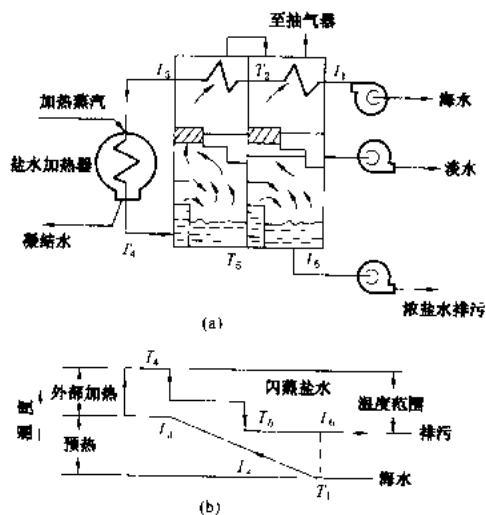 至抽气器
T₃ T₂ T₁
加热蒸汽
海水
盐水加热器
淡水
凝结水
T₄ T₅ T₆
浓盐水排污
(a)
T₄
闪蒸盐水
外部加热
温度范围
温度
T₅ T₆
排污
T₃
预热
T₂
海水
T₁
(b)